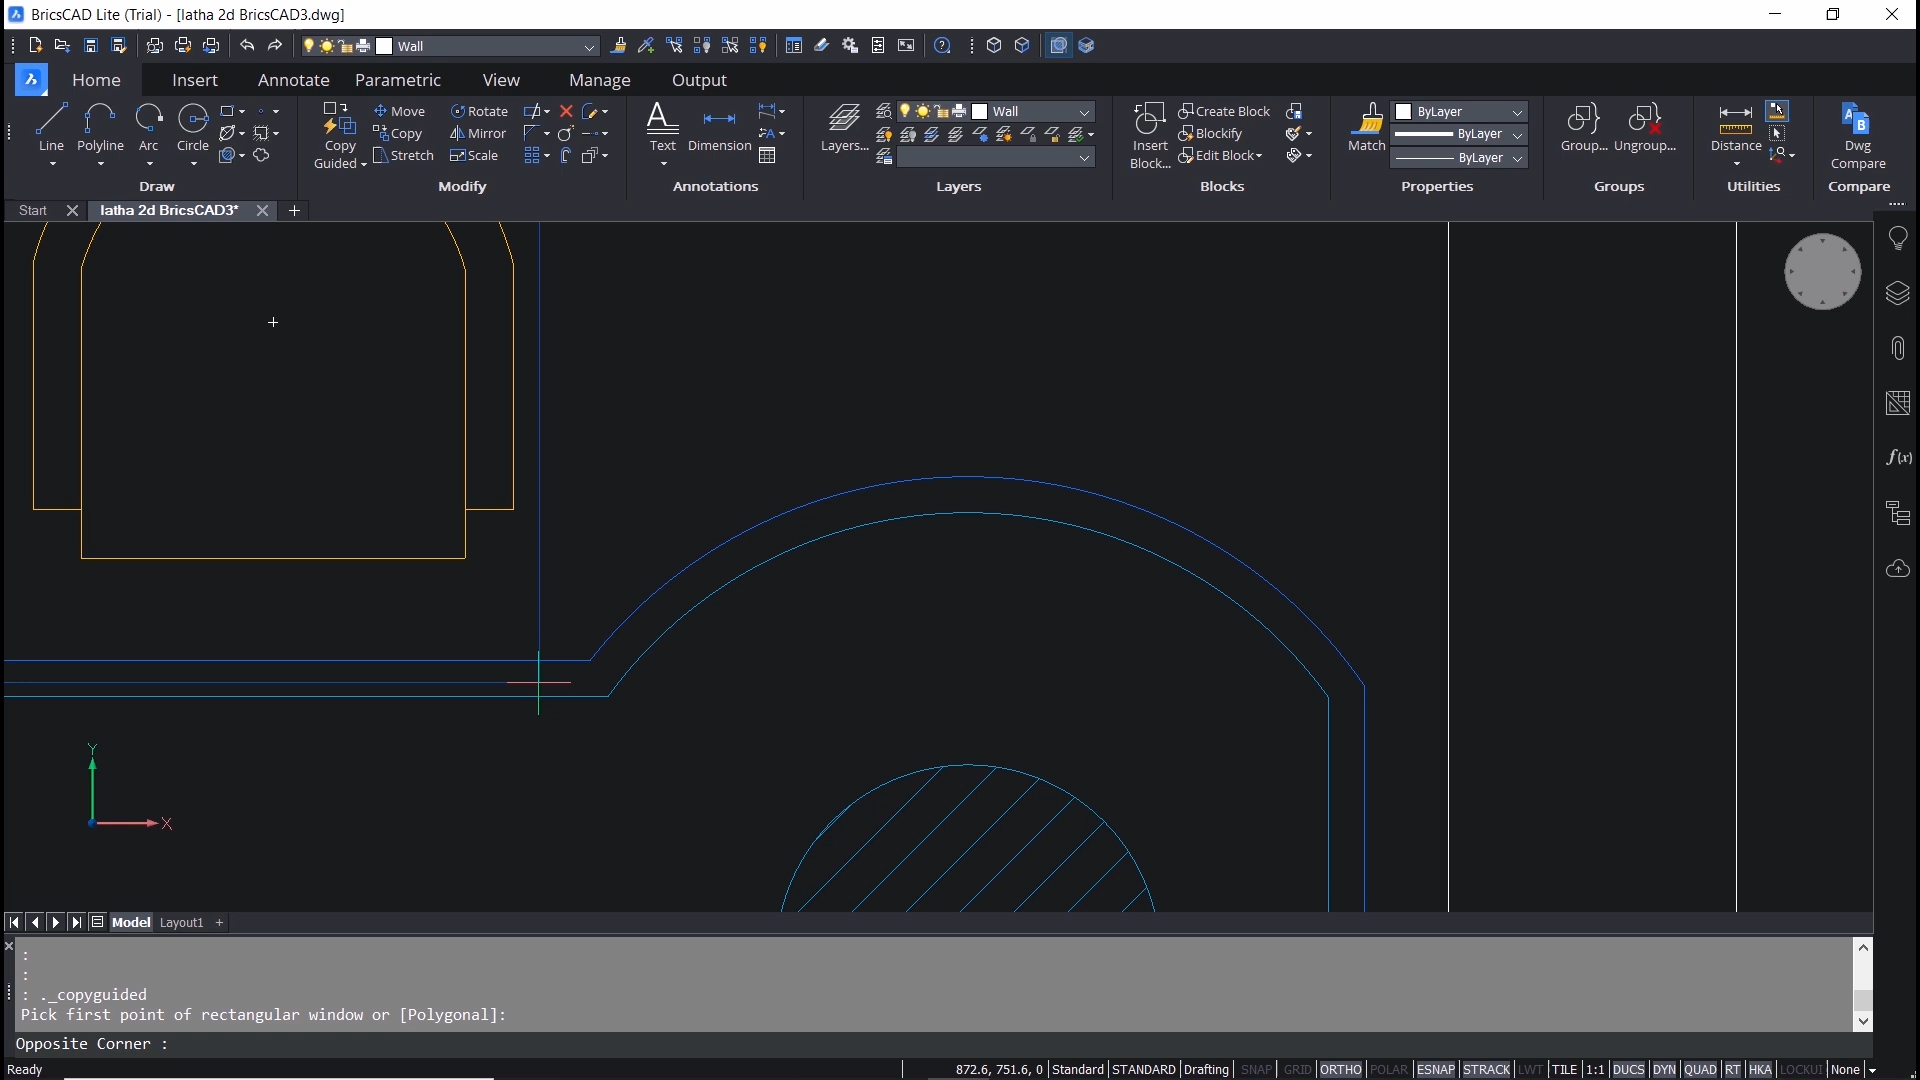 BricsCAD Lite (Trial) - [latha 2d BricsCAD3.dwg]
Wall
Home Insert Annotate Parametric View Manage Output
Line Polyline Arc Circle
Draw
Copy Guided
Move Rotate
Copy Mirror
Stretch Scale
Modify
Text Dimension
Annotations
Layers...
Wall
Layers
Insert Block...
Create Block
Blockify
Edit Block
Blocks
Match
ByLayer
ByLayer
ByLayer
Properties
Group... Ungroup...
Groups
Distance
Utilities
Dwg Compare
Compare
Start latha 2d BricsCAD3*
f(x)
Y
X
Model Layout1 +
:
:
: ._copyguided
Pick first point of rectangular window or [Polygonal]:
Opposite Corner :
Ready 872.6, 751.6, 0 Standard STANDARD Drafting SNAP GRID ORTHO POLAR ESNAP STRACK LWT TILE 1:1 DUCS DYN QUAD RT HKA LOCKUI None